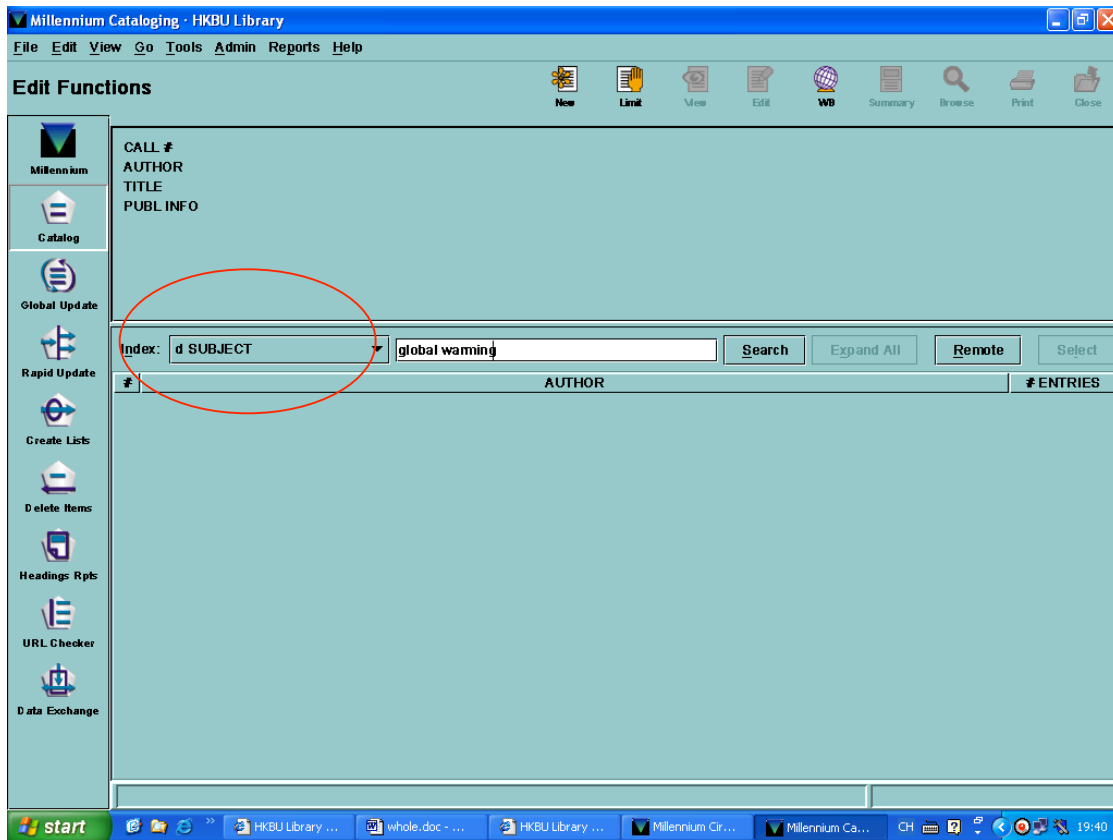 Millennium Cataloging · HKBU Library
File Edit View Go Tools Admin Reports Help
Edit Functions
New Limit View Edit WB Summary Browse Print Close
Millennium
Catalog
Global Update
Rapid Update
Create Lists
Delete Items
Headings Rpts
URL Checker
Data Exchange
CALL #
AUTHOR
TITLE
PUBL INFO
Index: d SUBJECT global warming Search Expand All Remote Select
# AUTHOR # ENTRIES
start HKBU Library ... whole.doc - ... HKBU Library ... Millennium Cir... Millennium Ca... CH 19:40